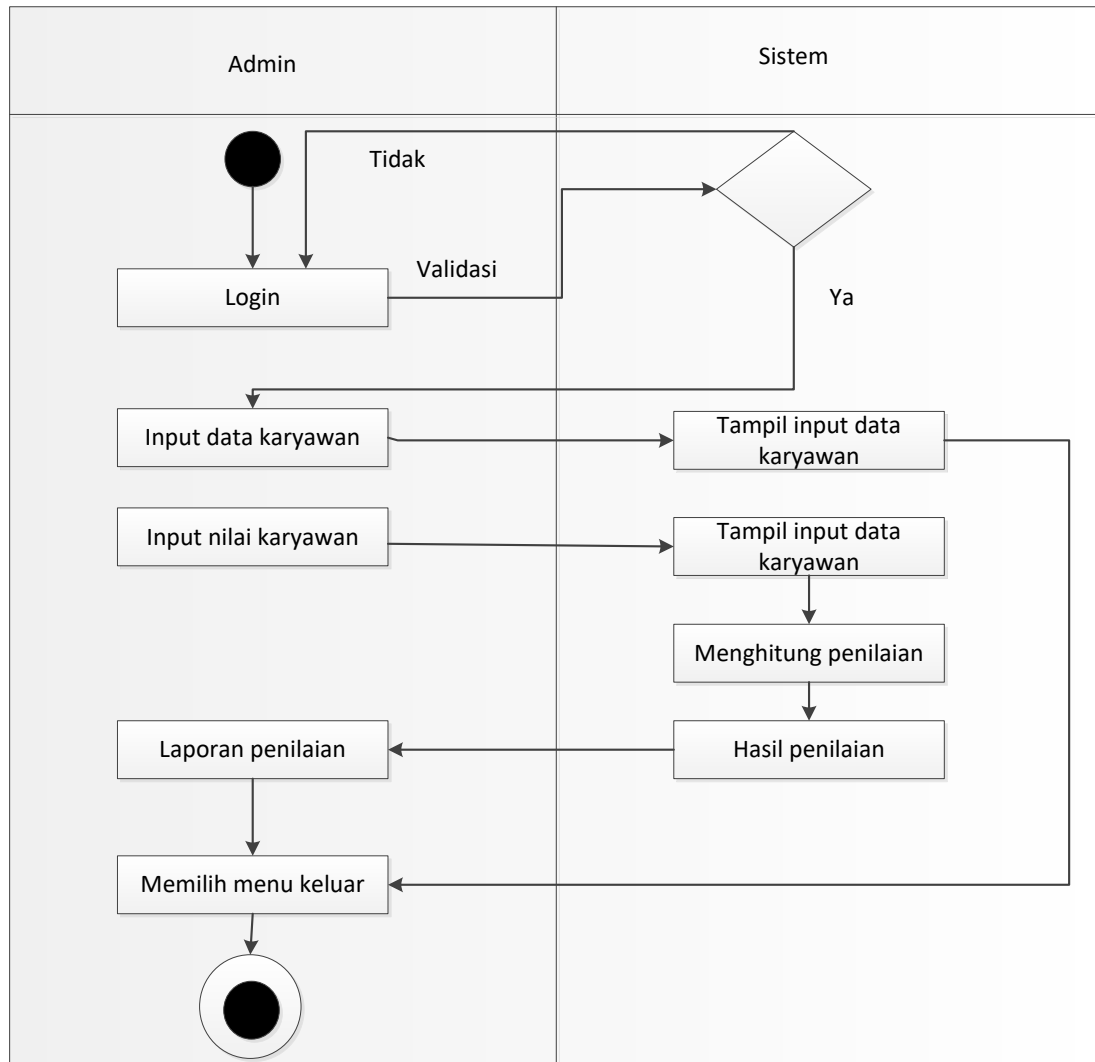 Admin
Sistem
Tidak
Validasi
Login
Ya
Input data karyawan
Tampil input data
karyawan
Input nilai karyawan
Tampil input data
karyawan
Menghitung penilaian
Laporan penilaian
Hasil penilaian
Memilih menu keluar